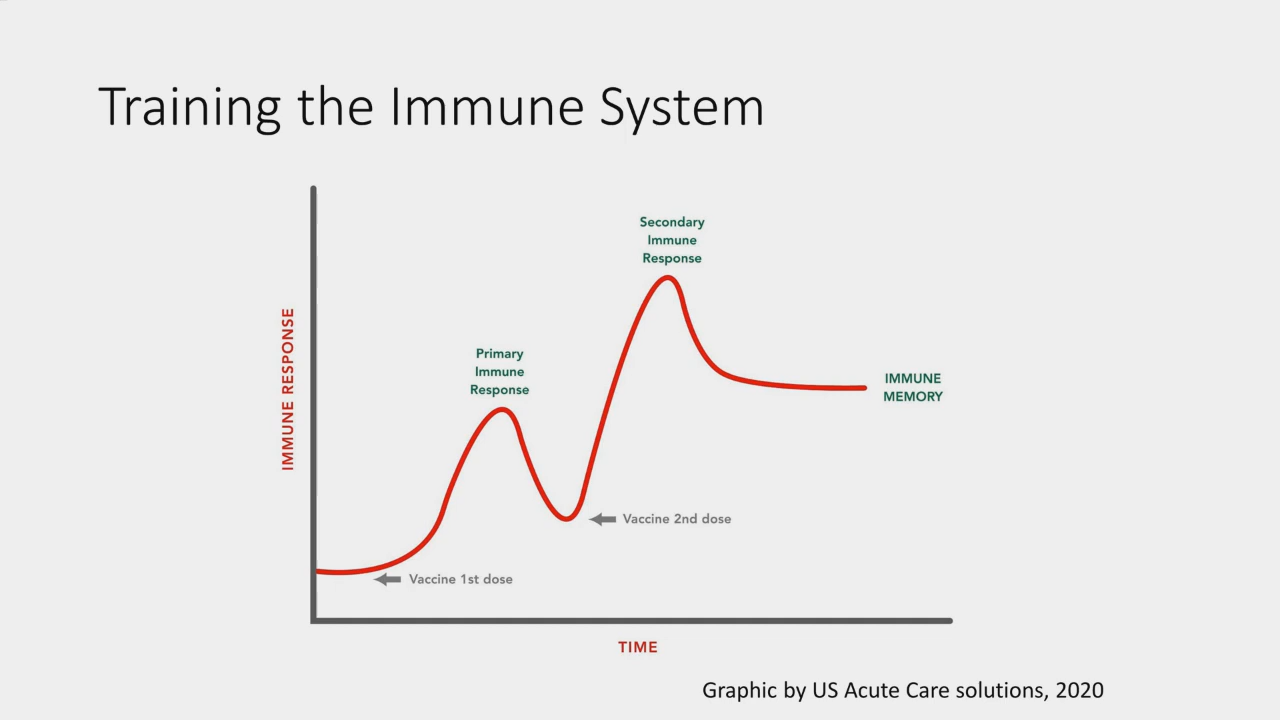 Training the Immune System
Secondary
Immune
Response
Primary
Immune
Response
IMMUNE RESPONSE
IMMUNE
MEMORY
Vaccine 2nd dose
Vaccine 1st dose
TIME
Graphic by US Acute Care solutions, 2020